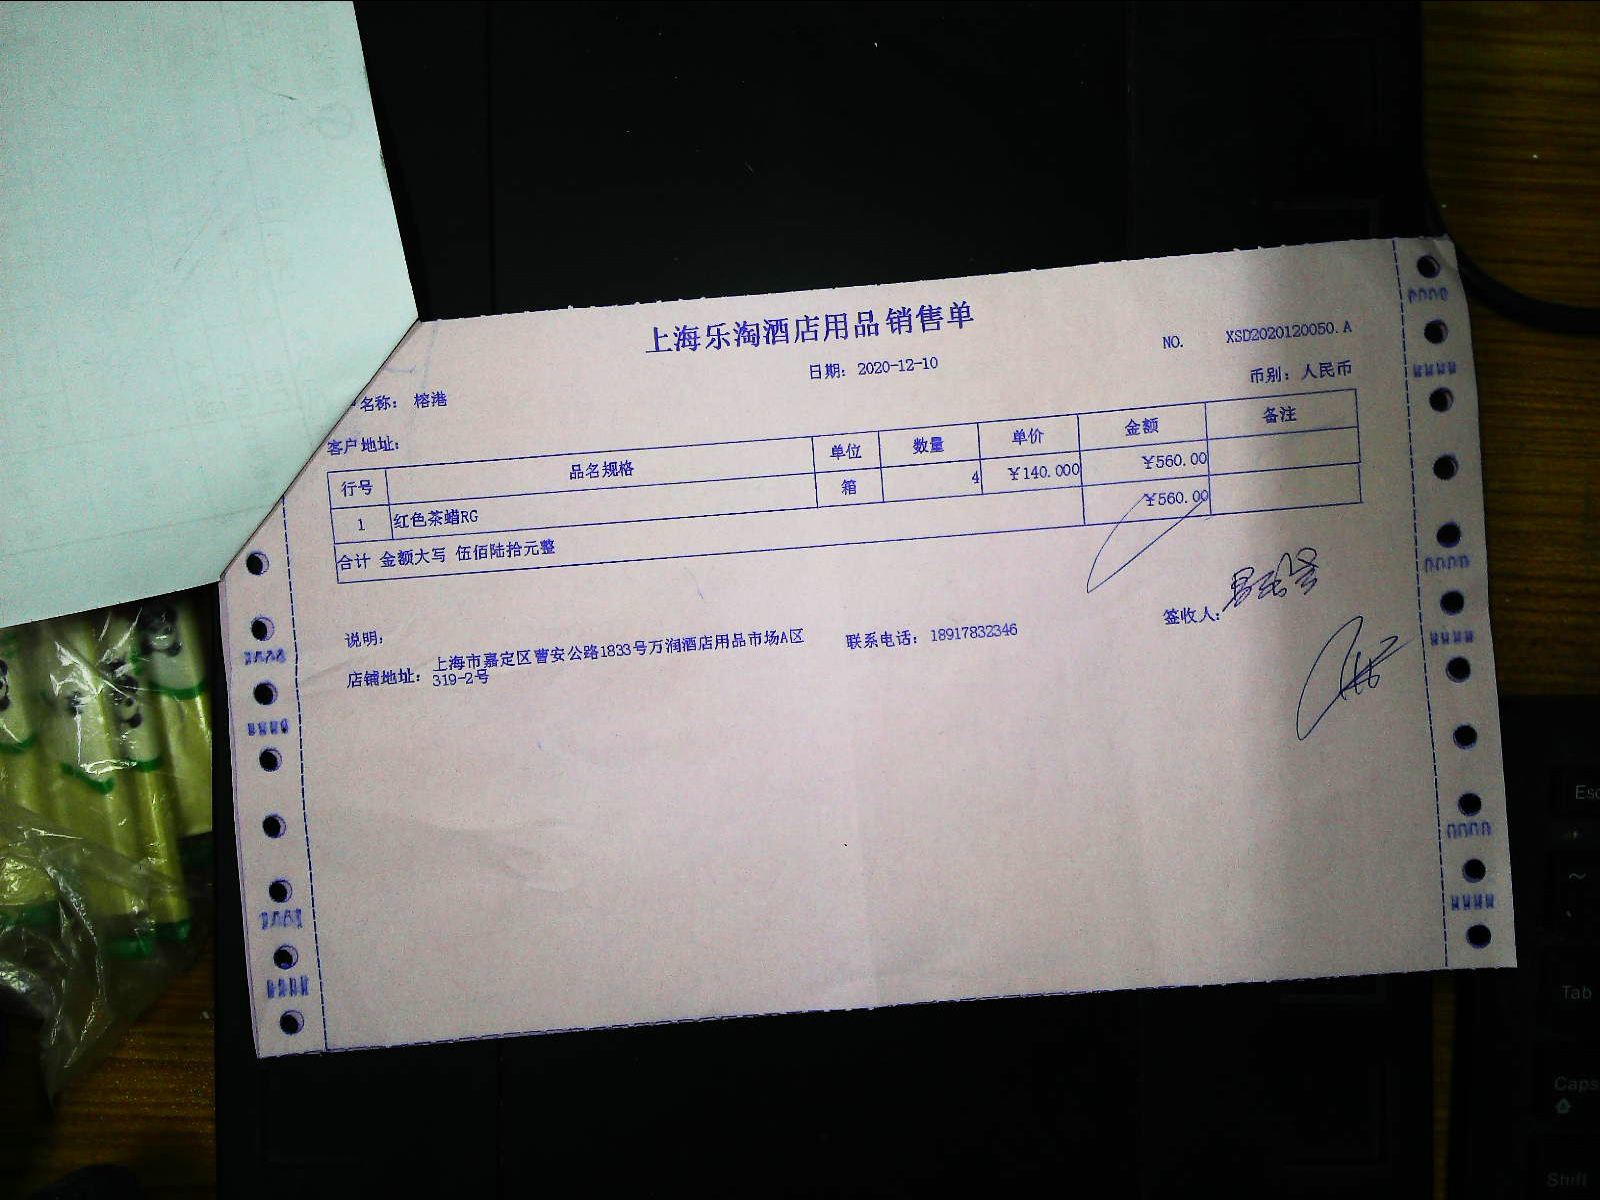 上海乐淘酒店用品销售单
日期：2020-12-10
NO. XSD2020120050.A
名称：榕港
币别：人民币
客户地址：
行号 品名规格 单位 数量 单价 金额 备注
1 红色茶蜡RG 箱 4 ￥140.000 ￥560.00
合计 金额大写 伍佰陆拾元整 ￥560.00
说明：
签收人：
店铺地址：上海市嘉定区曹安公路1833号万润酒店用品市场A区
319-2号
联系电话：18917832346
Esc
~
Tab
Caps
Shift